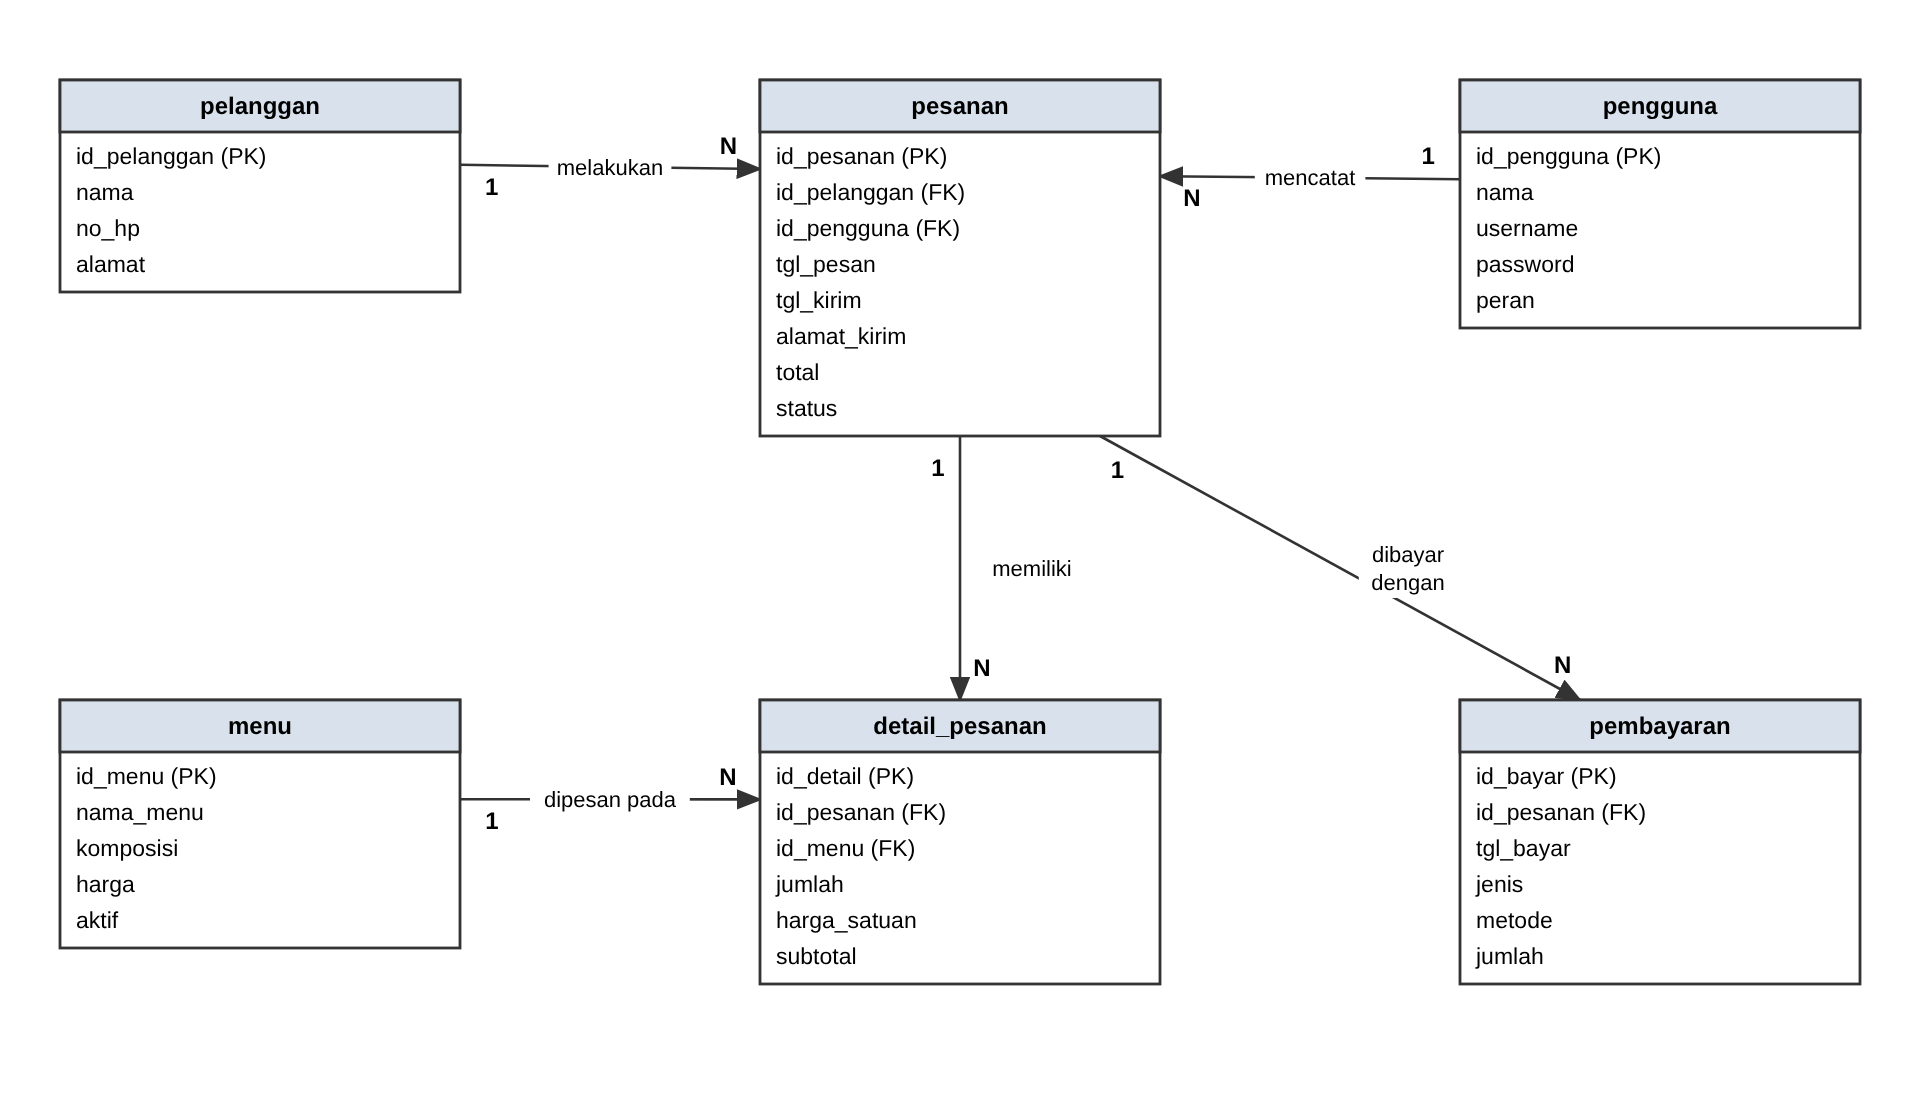 pelanggan
id_pelanggan (PK)
nama
no_hp
alamat
1
melakukan
N
pesanan
id_pesanan (PK)
id_pelanggan (FK)
id_pengguna (FK)
tgl_pesan
tgl_kirim
alamat_kirim
total
status
N
mencatat
1
pengguna
id_pengguna (PK)
nama
username
password
peran
1
memiliki
N
1
dibayar
dengan
N
menu
id_menu (PK)
nama_menu
komposisi
harga
aktif
1
dipesan pada
N
detail_pesanan
id_detail (PK)
id_pesanan (FK)
id_menu (FK)
jumlah
harga_satuan
subtotal
pembayaran
id_bayar (PK)
id_pesanan (FK)
tgl_bayar
jenis
metode
jumlah